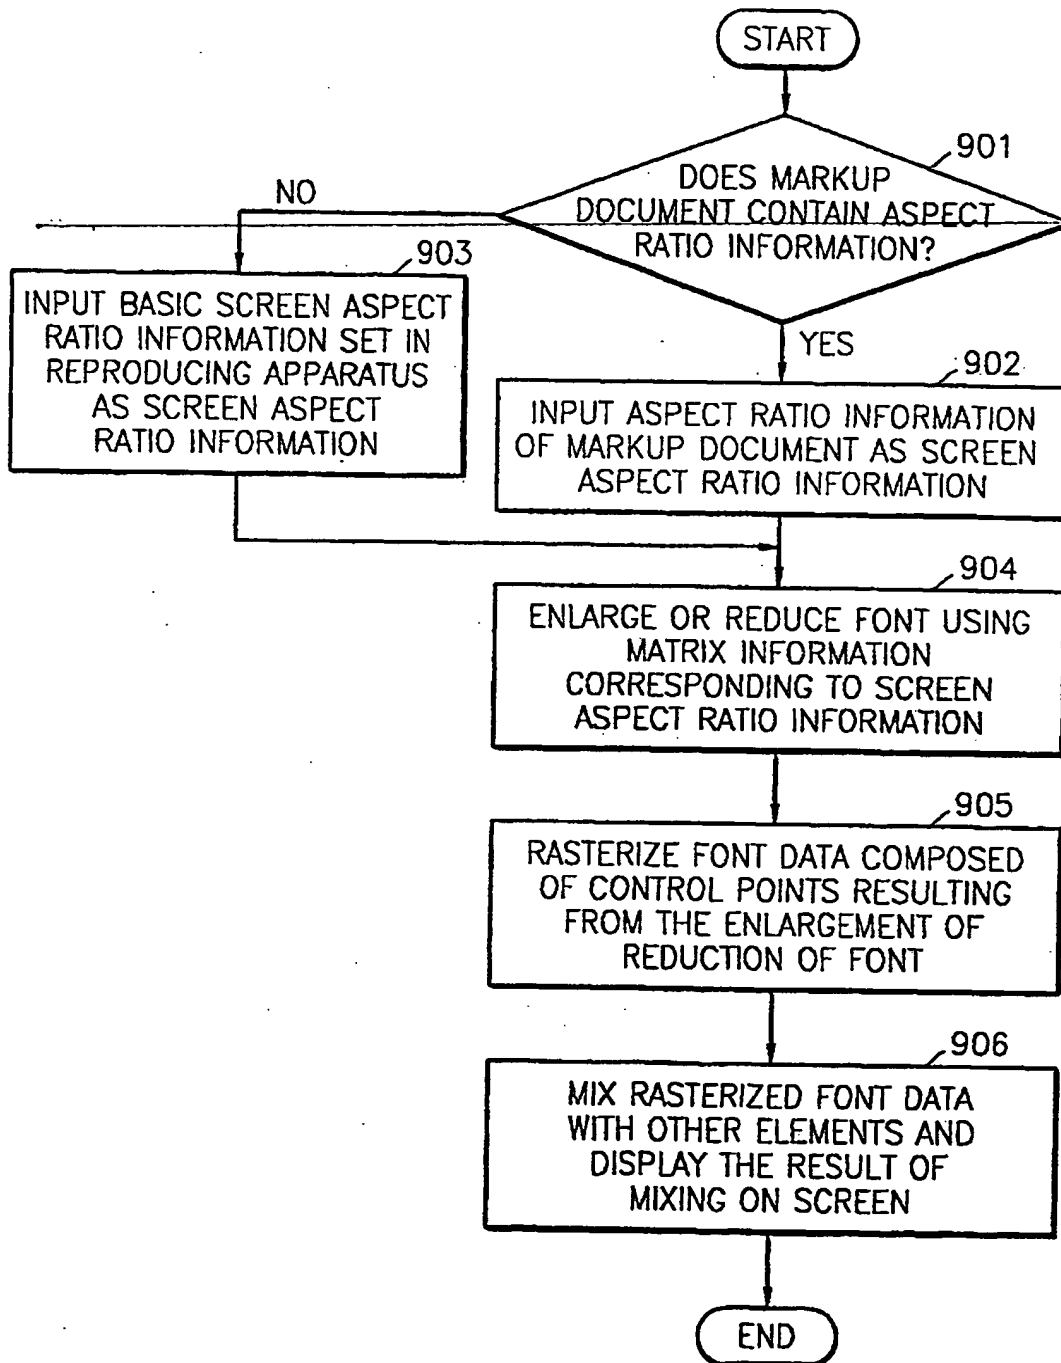 START
901
DOES MARKUP
DOCUMENT CONTAIN ASPECT
RATIO INFORMATION?
NO
903
INPUT BASIC SCREEN ASPECT
RATIO INFORMATION SET IN
REPRODUCING APPARATUS
AS SCREEN ASPECT
RATIO INFORMATION
YES
902
INPUT ASPECT RATIO INFORMATION
OF MARKUP DOCUMENT AS SCREEN
ASPECT RATIO INFORMATION
904
ENLARGE OR REDUCE FONT USING
MATRIX INFORMATION
CORRESPONDING TO SCREEN
ASPECT RATIO INFORMATION
905
RASTERIZE FONT DATA COMPOSED
OF CONTROL POINTS RESULTING
FROM THE ENLARGEMENT OF
REDUCTION OF FONT
906
MIX RASTERIZED FONT DATA
WITH OTHER ELEMENTS AND
DISPLAY THE RESULT OF
MIXING ON SCREEN
END